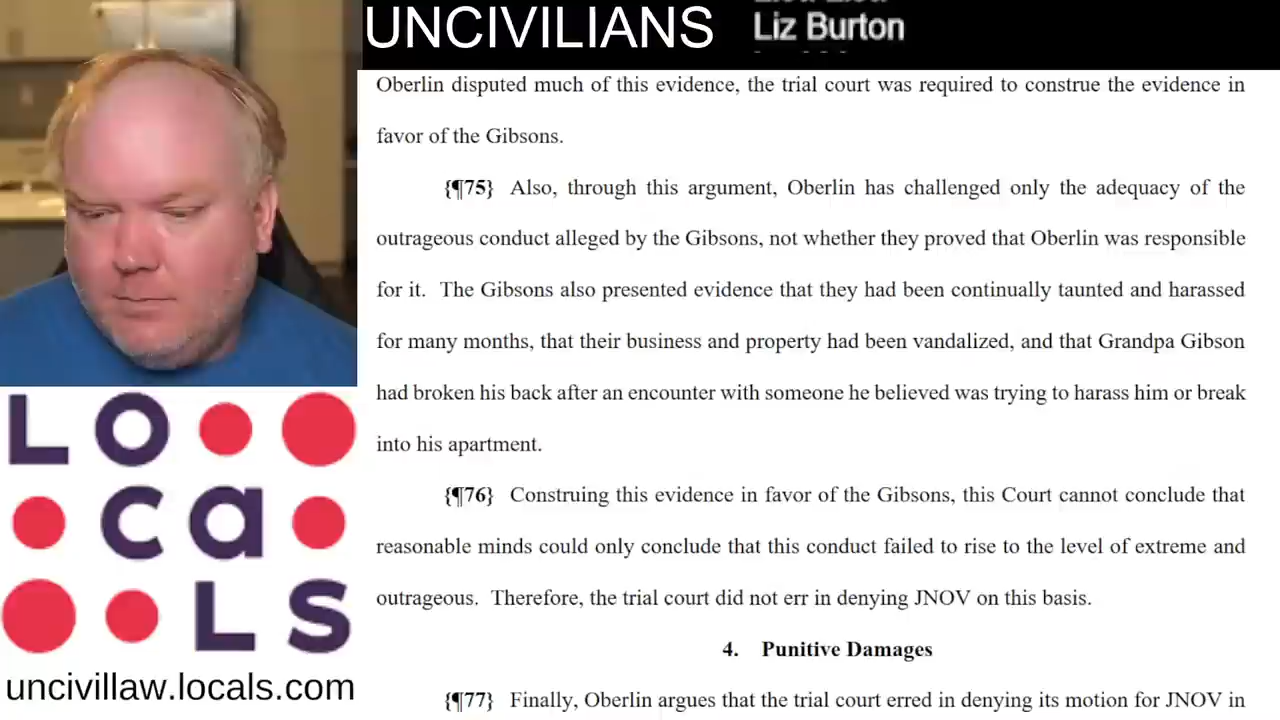 UNCIVILIANS
Liz Burton
Oberlin disputed much of this evidence, the trial court was required to construe the evidence in
favor of the Gibsons.
{¶75} Also, through this argument, Oberlin has challenged only the adequacy of the
outrageous conduct alleged by the Gibsons, not whether they proved that Oberlin was responsible
for it. The Gibsons also presented evidence that they had been continually taunted and harassed
for many months, that their business and property had been vandalized, and that Grandpa Gibson
had broken his back after an encounter with someone he believed was trying to harass him or break
into his apartment.
{¶76} Construing this evidence in favor of the Gibsons, this Court cannot conclude that
reasonable minds could only conclude that this conduct failed to rise to the level of extreme and
outrageous. Therefore, the trial court did not err in denying JNOV on this basis.
4. Punitive Damages
{¶77} Finally, Oberlin argues that the trial court erred in denying its motion for JNOV in
LO
ca
LS
uncivillaw.locals.com